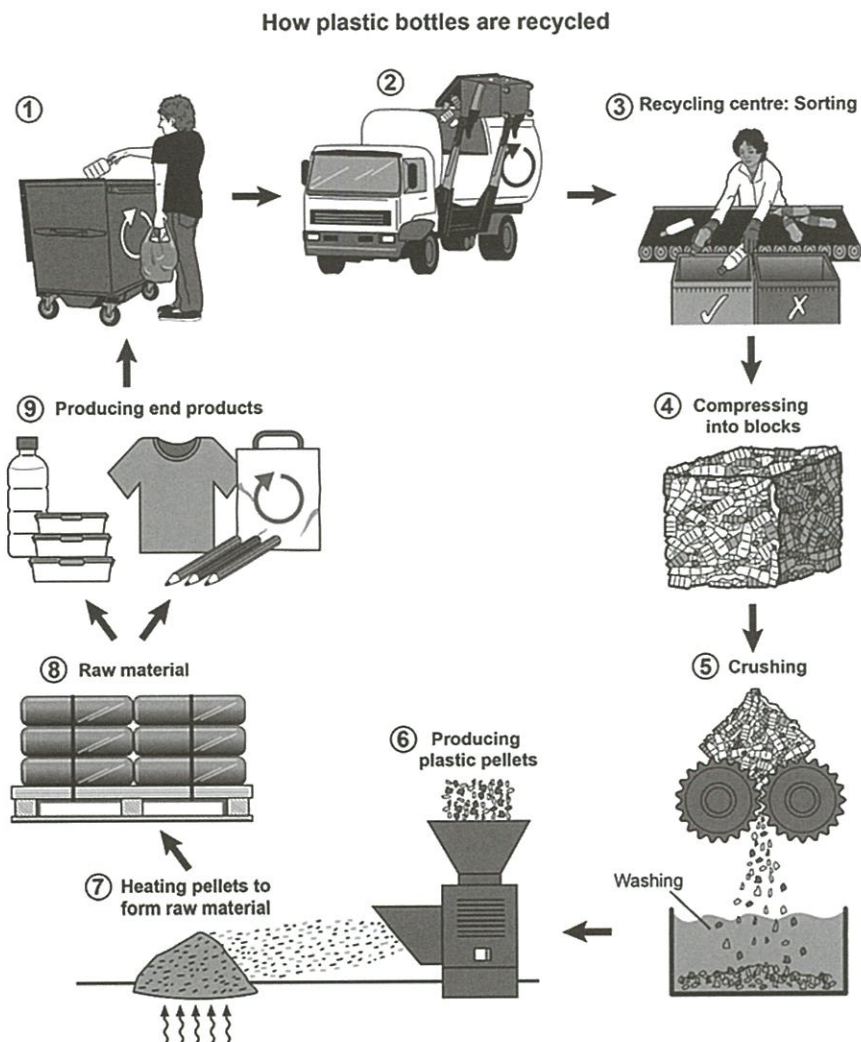 How plastic bottles are recycled
①
②
③ Recycling centre: Sorting
✓ X
④ Compressing
into blocks
⑤ Crushing
Washing
⑥ Producing
plastic pellets
⑦ Heating pellets to
form raw material
⑧ Raw material
⑨ Producing end products